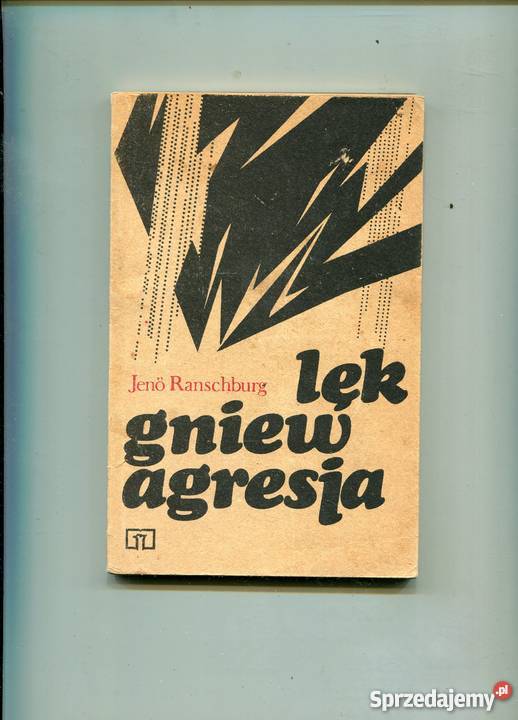 Jenö Ranschburg lęk
gniew
agresja
Sprzedajemy.pl